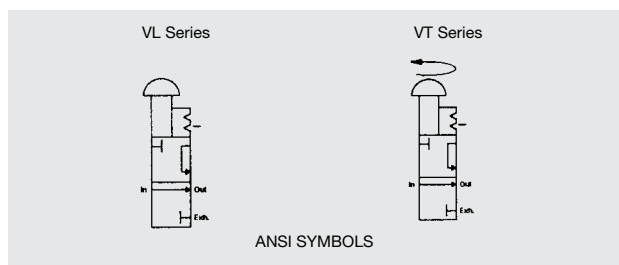 VL Series VT Series
In Out In Out
Exh. Exh.
ANSI SYMBOLS